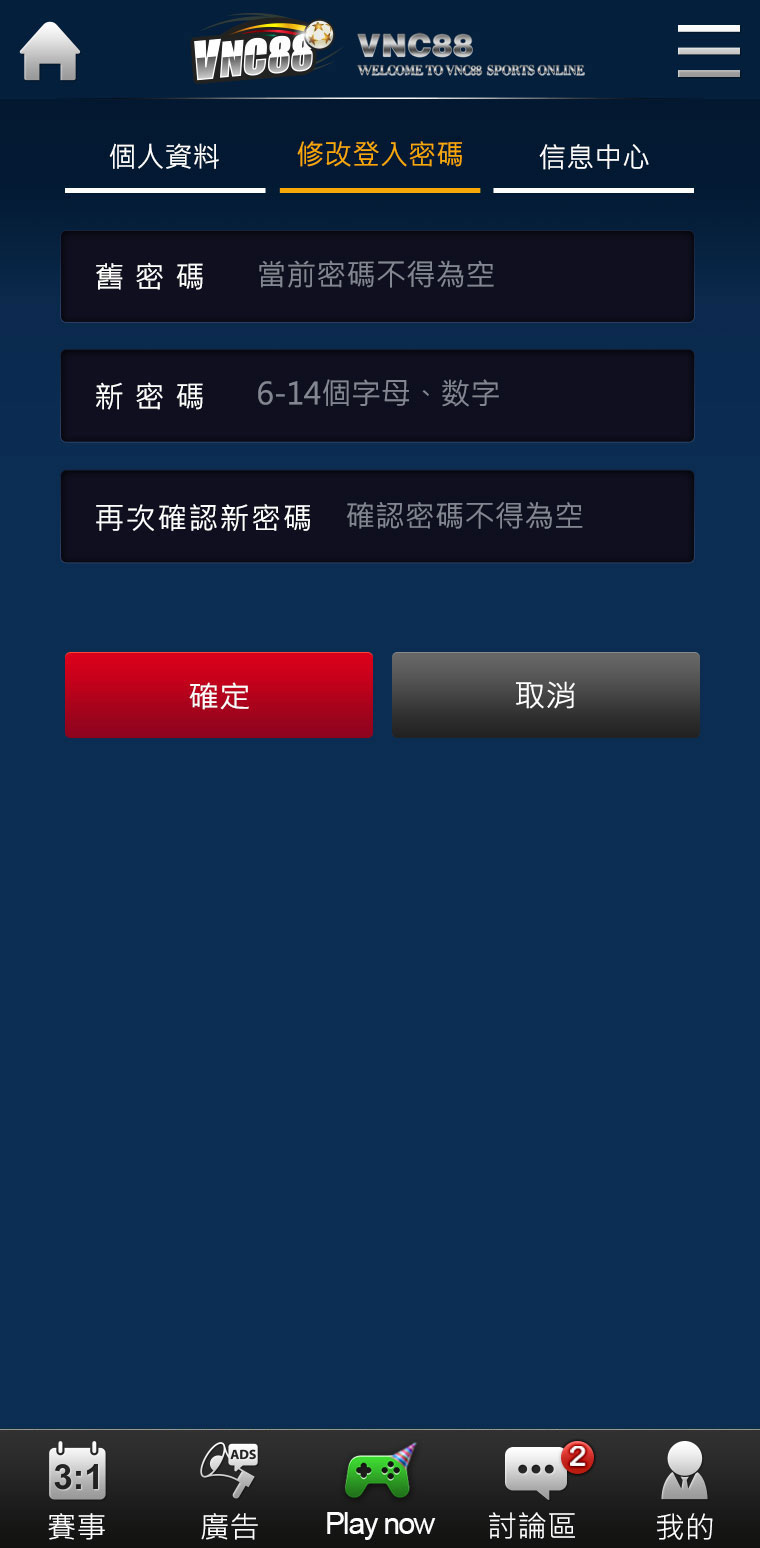 VNC88
VNC88
WELCOME TO VNC88 SPORTS ONLINE
個人資料 修改登入密碼 信息中心
舊密碼 當前密碼不得為空
新密碼 6-14個字母、数字
再次確認新密碼 確認密碼不得為空
確定 取消
3:1 ADS 2
賽事 廣告 Play now 討論區 我的